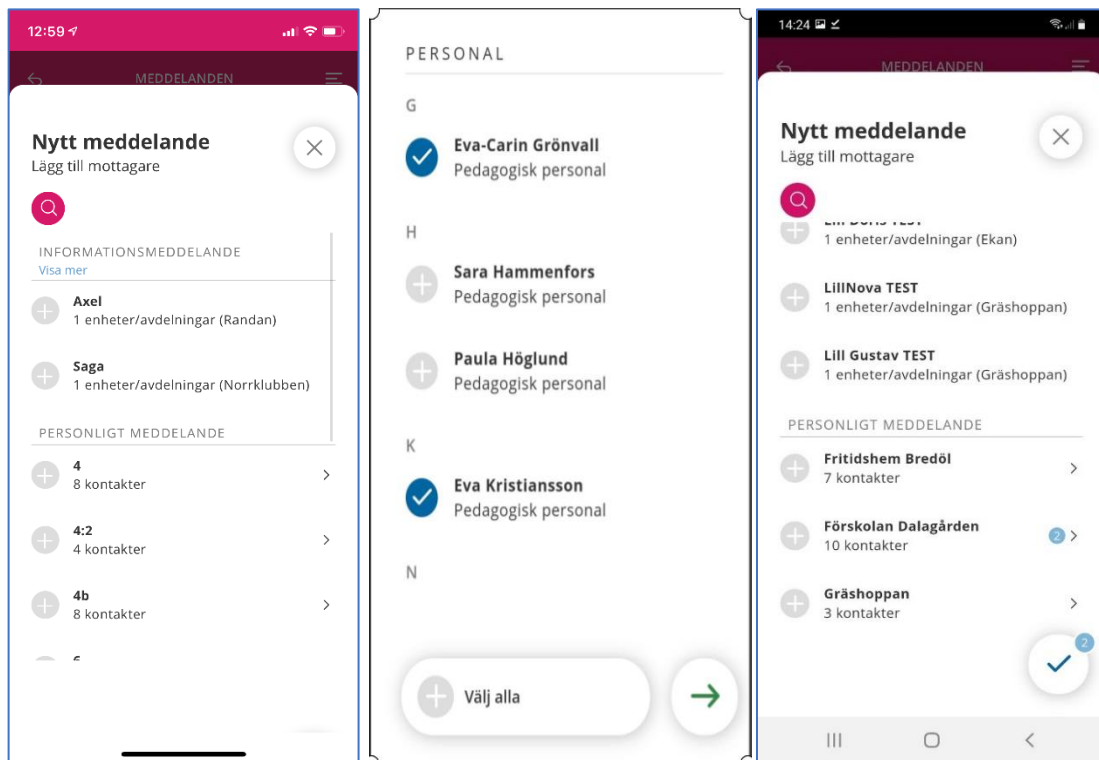 12:59
MEDDELANDEN
Nytt meddelande
Lägg till mottagare
INFORMATIONSMEDDELANDE
Visa mer
Axel
1 enheter/avdelningar (Randan)
Saga
1 enheter/avdelningar (Norrklubben)
PERSONLIGT MEDDELANDE
4
8 kontakter
4:2
4 kontakter
4b
8 kontakter
PERSONAL
G
Eva-Carin Grönvall
Pedagogisk personal
H
Sara Hammenfors
Pedagogisk personal
Paula Höglund
Pedagogisk personal
K
Eva Kristiansson
Pedagogisk personal
N
Välj alla
14:24
MEDDELANDEN
Nytt meddelande
Lägg till mottagare
1 enheter/avdelningar (Ekan)
LillNova TEST
1 enheter/avdelningar (Gräshoppan)
Lill Gustav TEST
1 enheter/avdelningar (Gräshoppan)
PERSONLIGT MEDDELANDE
Fritidshem Bredöl
7 kontakter
Förskolan Dalagården
10 kontakter
2
Gräshoppan
3 kontakter
2